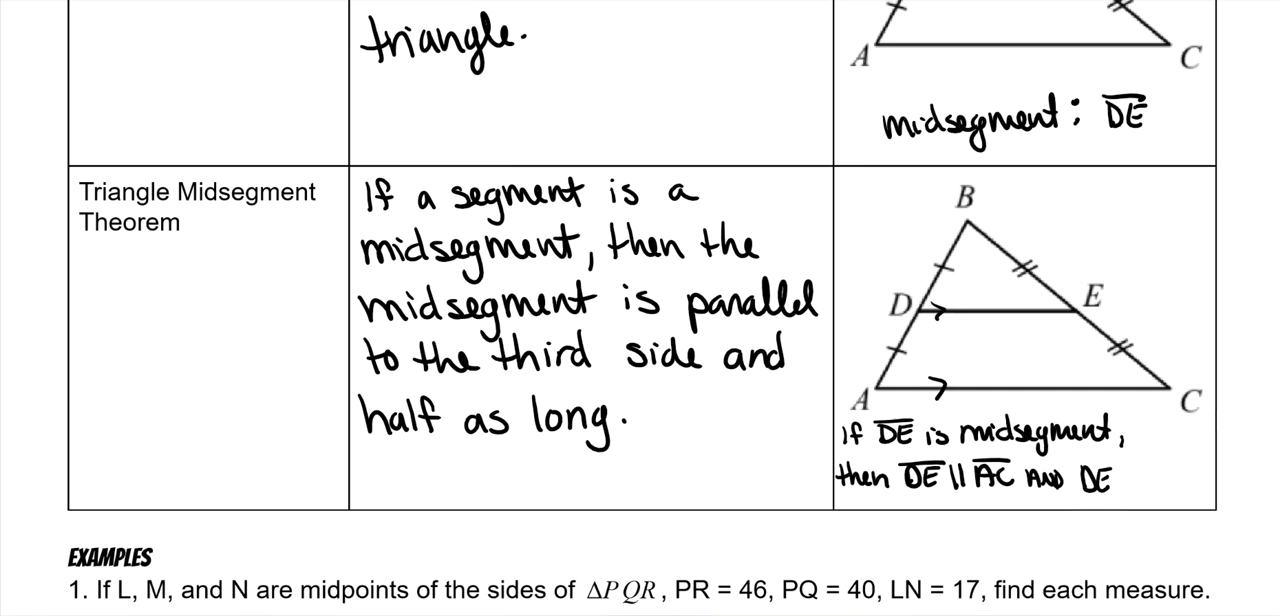 triangle.
A
C
midsegment: DE
Triangle Midsegment
Theorem
If a segment is a
midsegment, then the
midsegment is parallel
to the third side and
half as long.
B
D
E
A
C
If DE is midsegment,
then DE || AC AND DE
EXAMPLES
1. If L, M, and N are midpoints of the sides of ΔPQR, PR = 46, PQ = 40, LN = 17, find each measure.